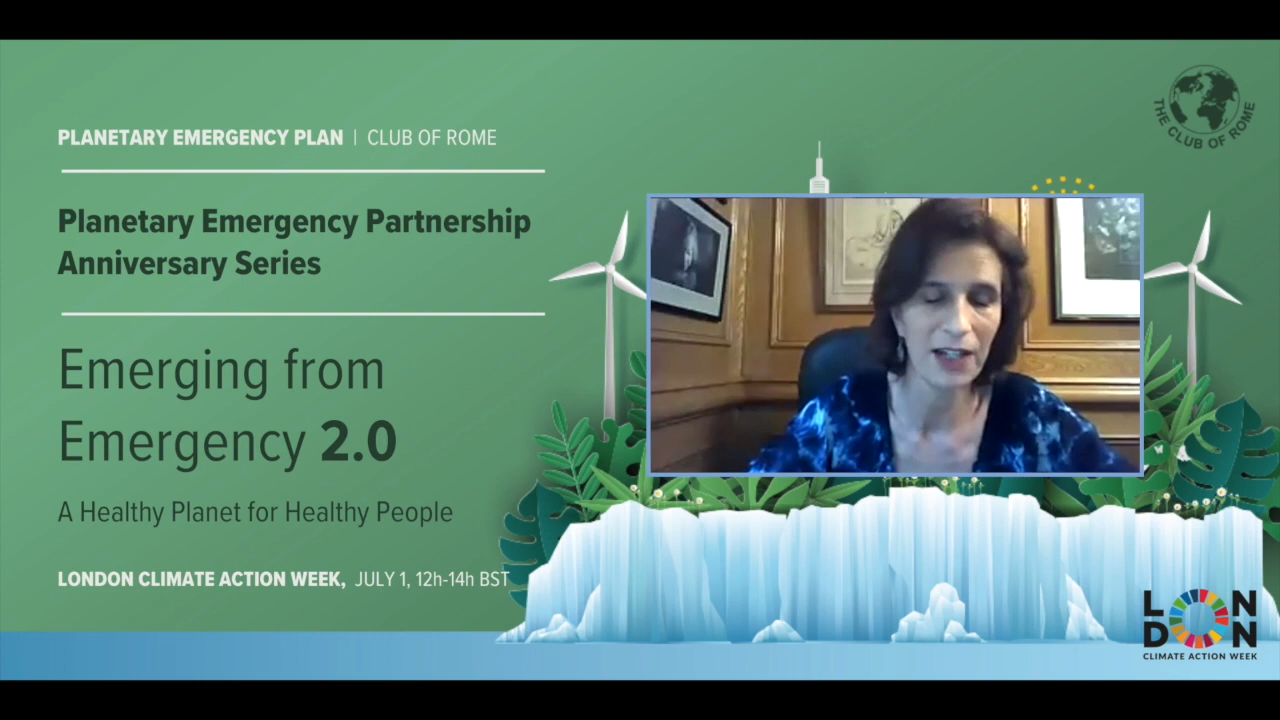 PLANETARY EMERGENCY PLAN | CLUB OF ROME
Planetary Emergency Partnership
Anniversary Series
Emerging from
Emergency 2.0
A Healthy Planet for Healthy People
LONDON CLIMATE ACTION WEEK, JULY 1, 12h-14h BST
THE CLUB OF ROME
LONDON
CLIMATE ACTION WEEK